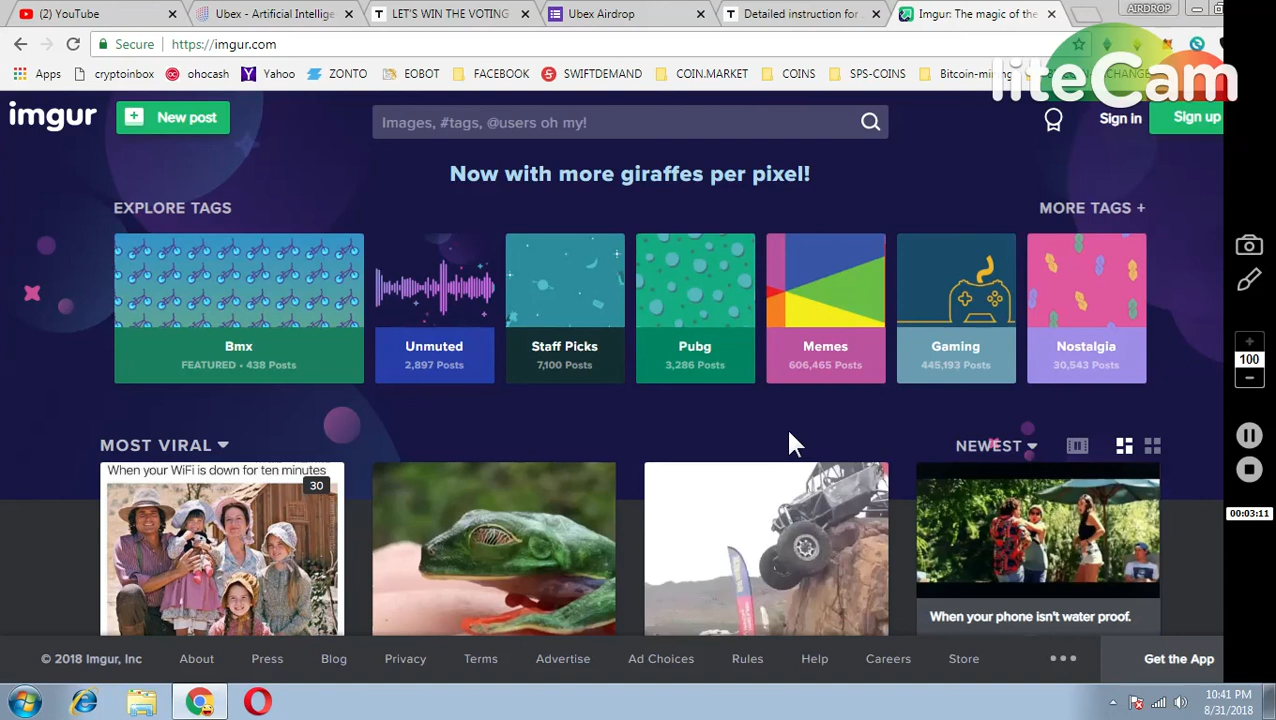 (2) YouTube
Ubex - Artificial Intellige
LET'S WIN THE VOTING
Ubex Airdrop
Detailed instruction for
Imgur: the magic of the
AIRDROP
Secure
https://imgur.com
Apps
cryptoinbox
ohocash
Yahoo
ZONTO
EOBOT
FACEBOOK
SWIFTDEMAND
COIN.MARKET
COINS
SPS-COINS
liteCam
imgur
New post
Images, #tags, @users oh my!
Sign in
Sign up
Now with more giraffes per pixel!
EXPLORE TAGS
MORE TAGS +
Bmx
FEATURED • 438 Posts
Unmuted
2,897 Posts
Staff Picks
7,100 Posts
Pubg
3,286 Posts
Memes
606,465 Posts
Gaming
445,193 Posts
Nostalgia
30,543 Posts
100
MOST VIRAL
NEWEST
When your WiFi is down for ten minutes
30
00:03:11
When your phone isn't water proof.
© 2018 Imgur, Inc
About
Press
Blog
Privacy
Terms
Advertise
Ad Choices
Rules
Help
Careers
Store
Get the App
10:41 PM
8/31/2018